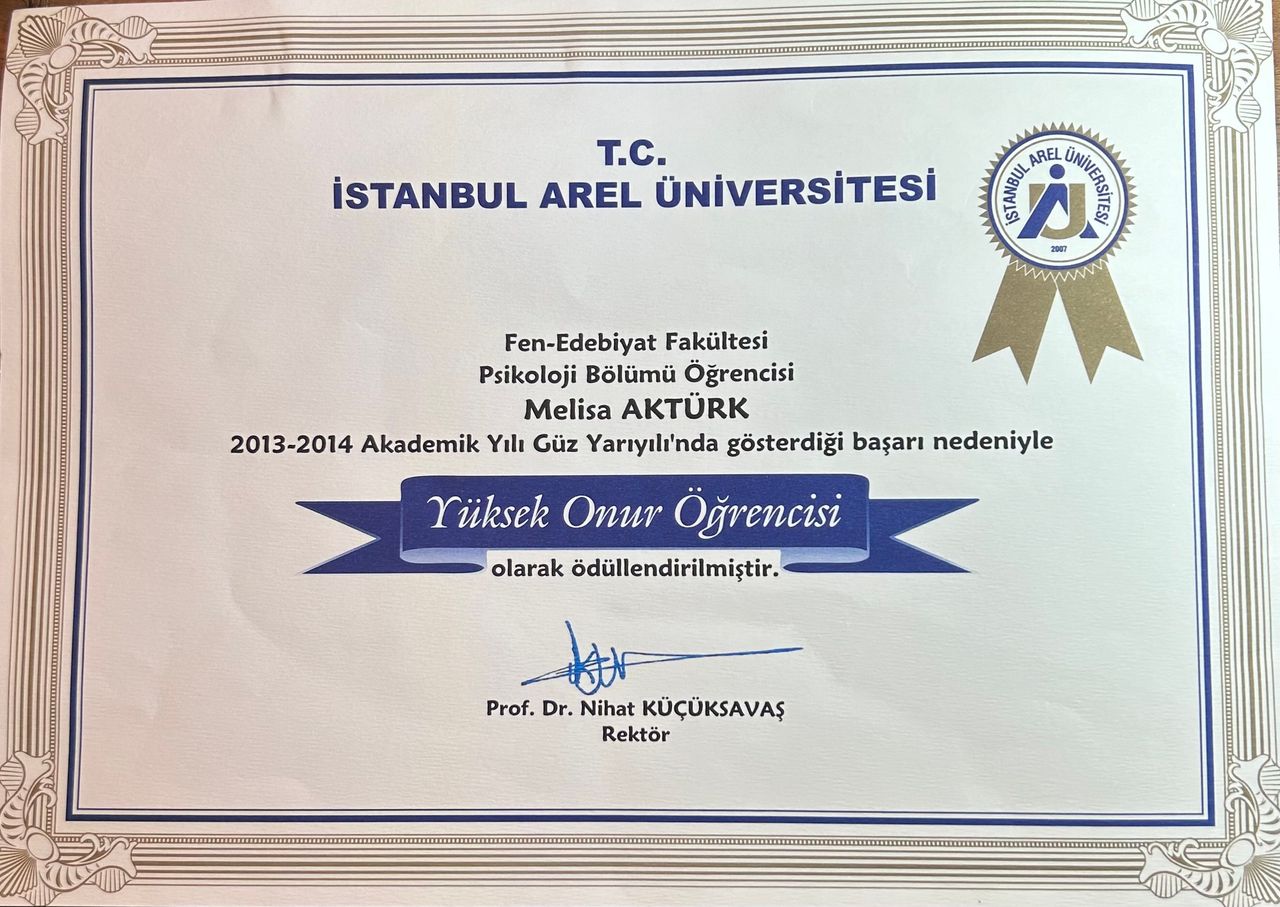 T.C.
İSTANBUL AREL ÜNİVERSİTESİ
İSTANBUL AREL ÜNİVERSİTESİ
2007
Fen-Edebiyat Fakültesi
Psikoloji Bölümü Öğrencisi
Melisa AKTÜRK
2013-2014 Akademik Yılı Güz Yarıyılı'nda gösterdiği başarı nedeniyle
Yüksek Onur Öğrencisi
olarak ödüllendirilmiştir.
Prof. Dr. Nihat KÜÇÜKSAVAŞ
Rektör